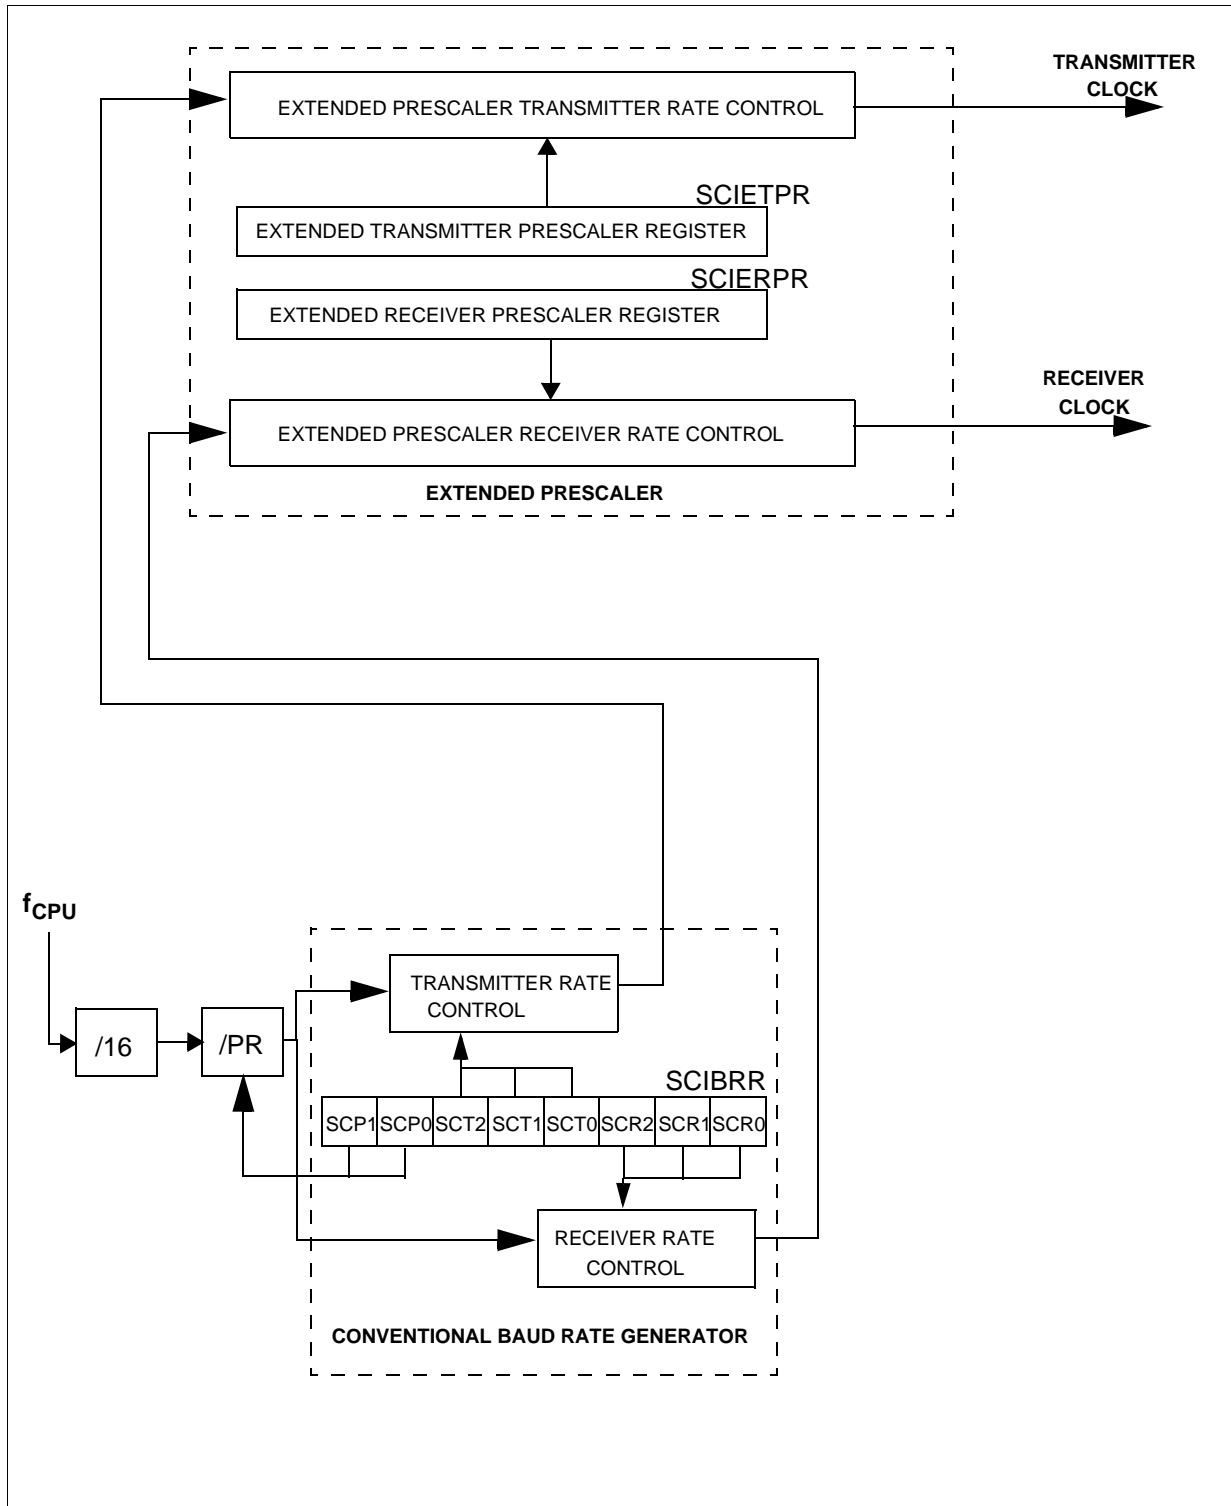 TRANSMITTER
CLOCK
EXTENDED PRESCALER TRANSMITTER RATE CONTROL
SCIETPR
EXTENDED TRANSMITTER PRESCALER REGISTER
SCIERPR
EXTENDED RECEIVER PRESCALER REGISTER
RECEIVER
CLOCK
EXTENDED PRESCALER RECEIVER RATE CONTROL
EXTENDED PRESCALER
fCPU
TRANSMITTER RATE
CONTROL
/16
/PR
SCIBRR
SCP1 SCP0 SCT2 SCT1 SCT0 SCR2 SCR1 SCR0
RECEIVER RATE
CONTROL
CONVENTIONAL BAUD RATE GENERATOR